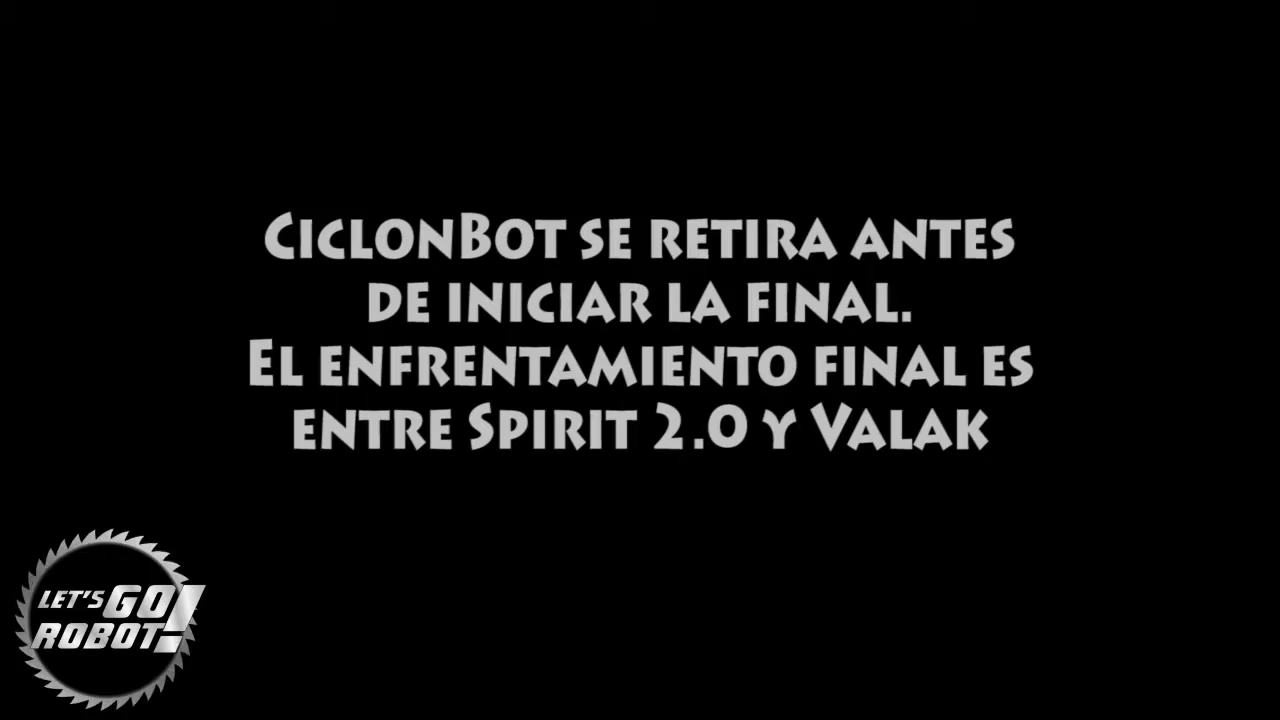 CiclonBot se retira antes
de iniciar la final.
El enfrentamiento final es
entre Spirit 2.0 y Valak
LET'S GO
ROBOT!